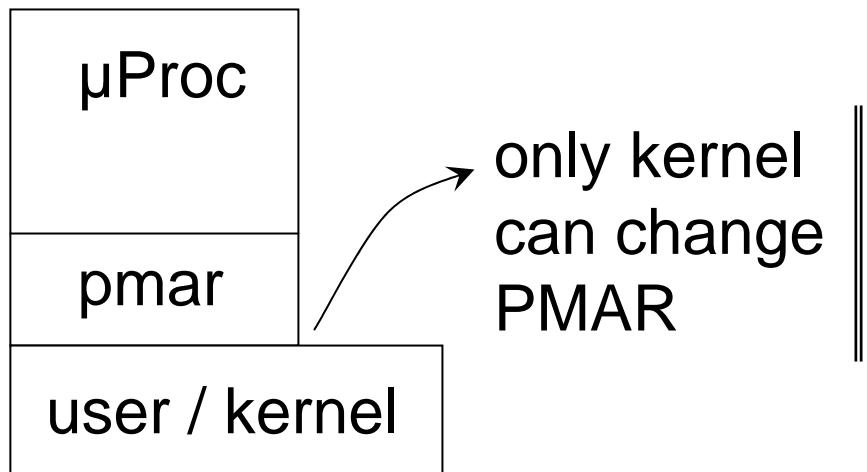 µProc
pmar
user / kernel
only kernel
can change
PMAR